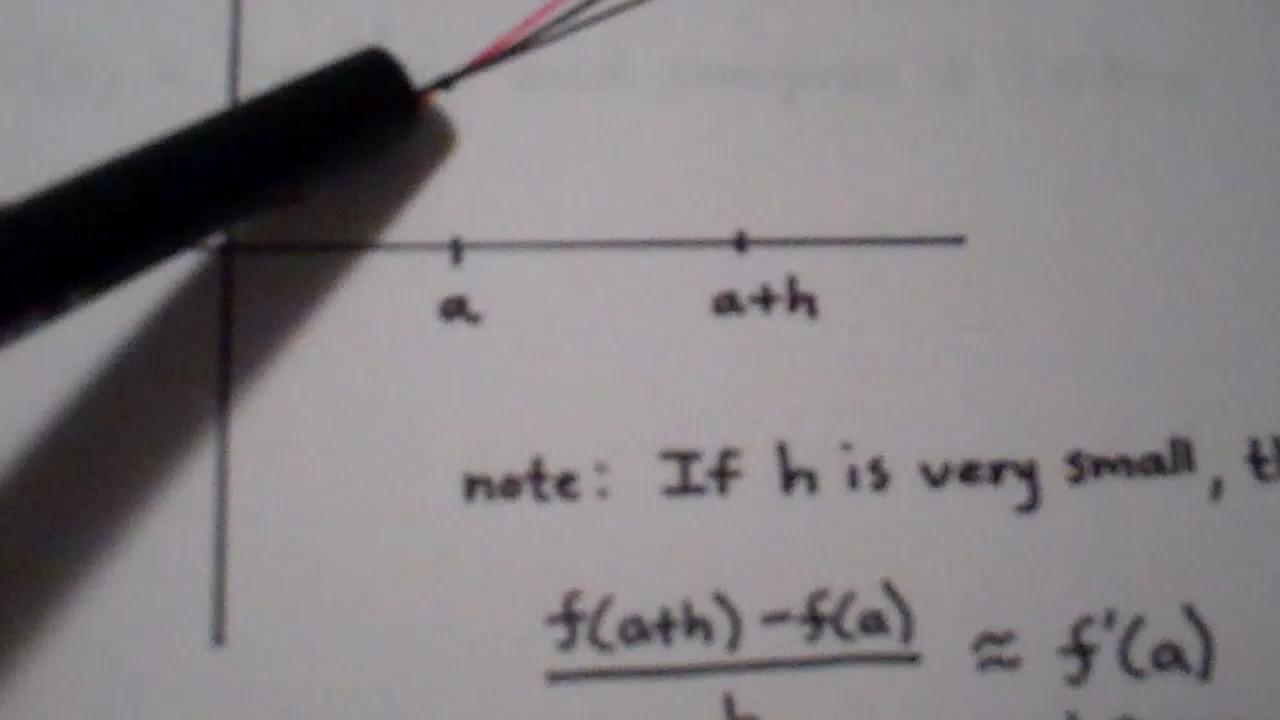 a a+h
note: If h is very small, 
f(a+h) - f(a) ≈ f'(a)
h